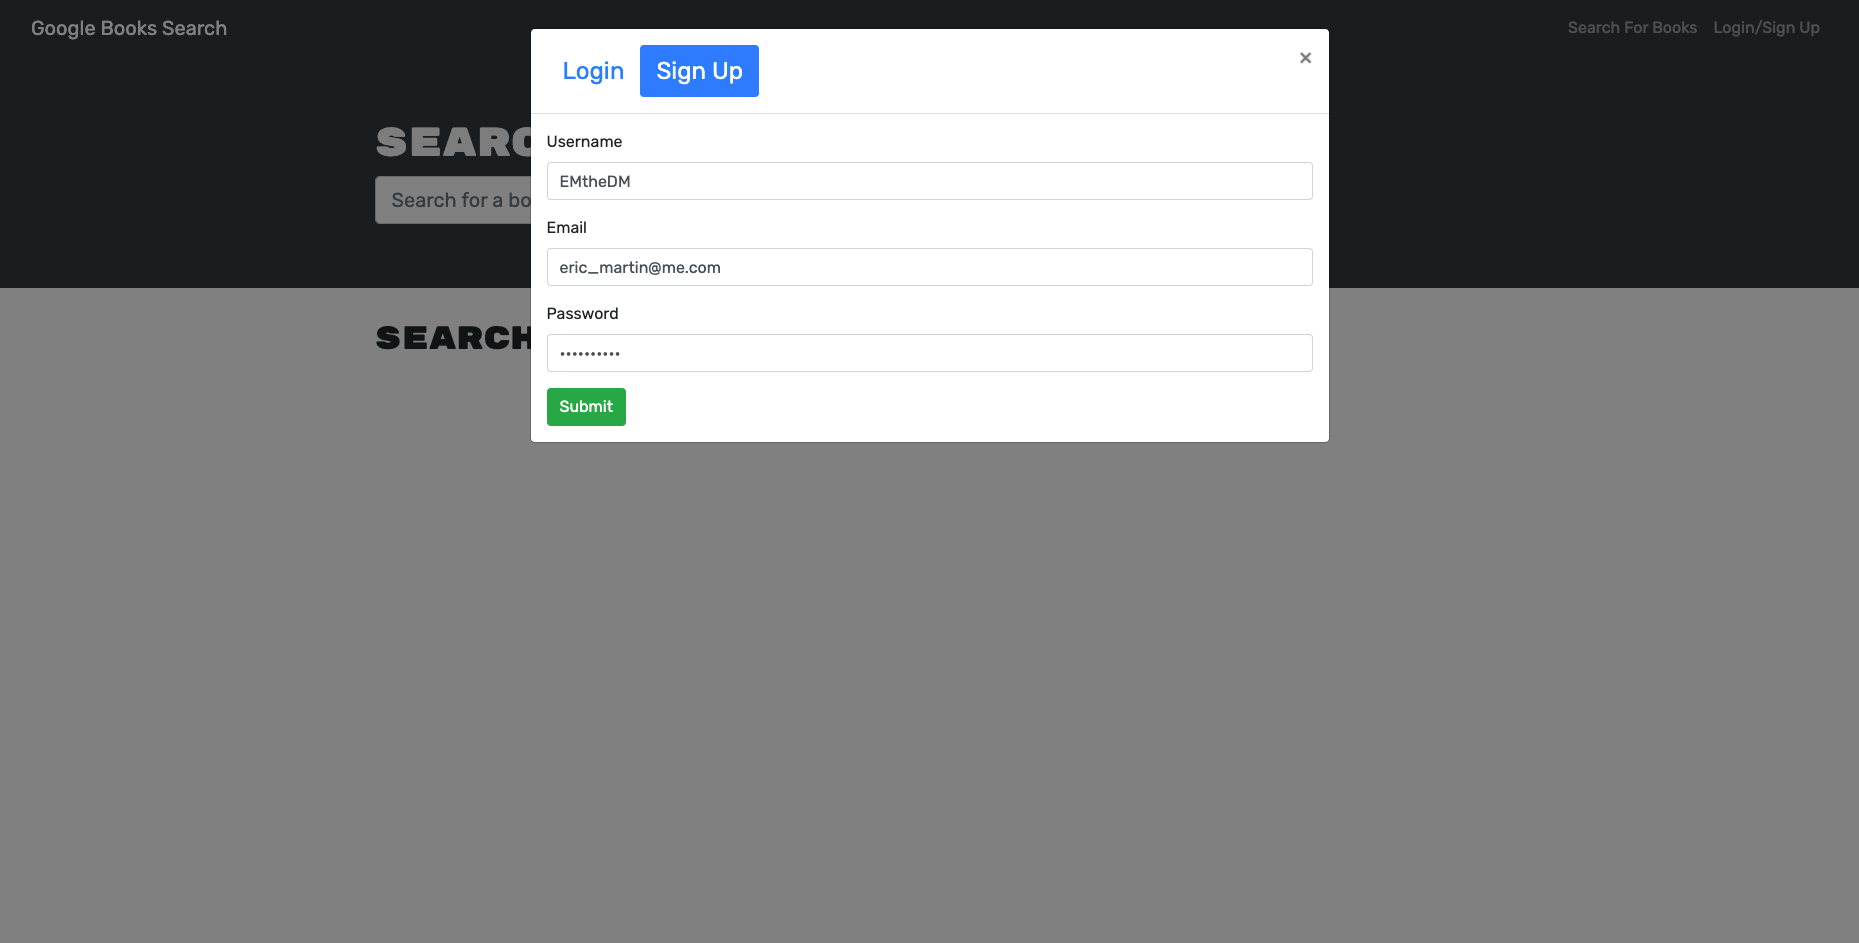 Google Books Search
Search For Books
Login/Sign Up
Login
Sign Up
×
SEARC
Search for a bo
Username
EMtheDM
Email
eric_martin@me.com
Password
••••••••••
Submit
SEARCH